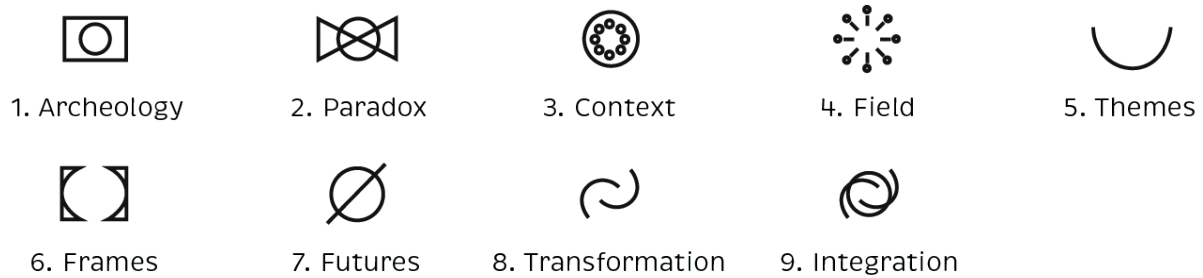 1. Archeology
2. Paradox
3. Context
4. Field
5. Themes
6. Frames
7. Futures
8. Transformation
9. Integration